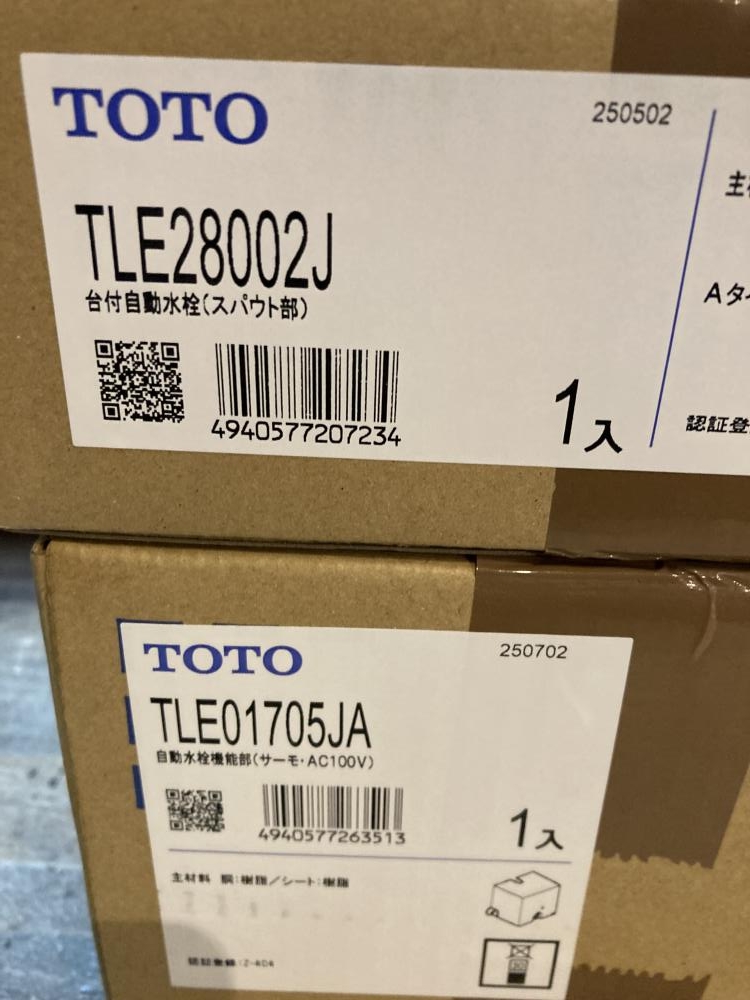 TOTO
250502
TLE28002J
台付自動水栓(スパウト部)
4940577207234
1入
Aタイ
認証登
TOTO
250702
TLE01705JA
自動水栓機能部(サーモ・AC100V)
4940577263513
1入
主材料 胴:樹脂/シート:樹脂
認証登録:Z-404